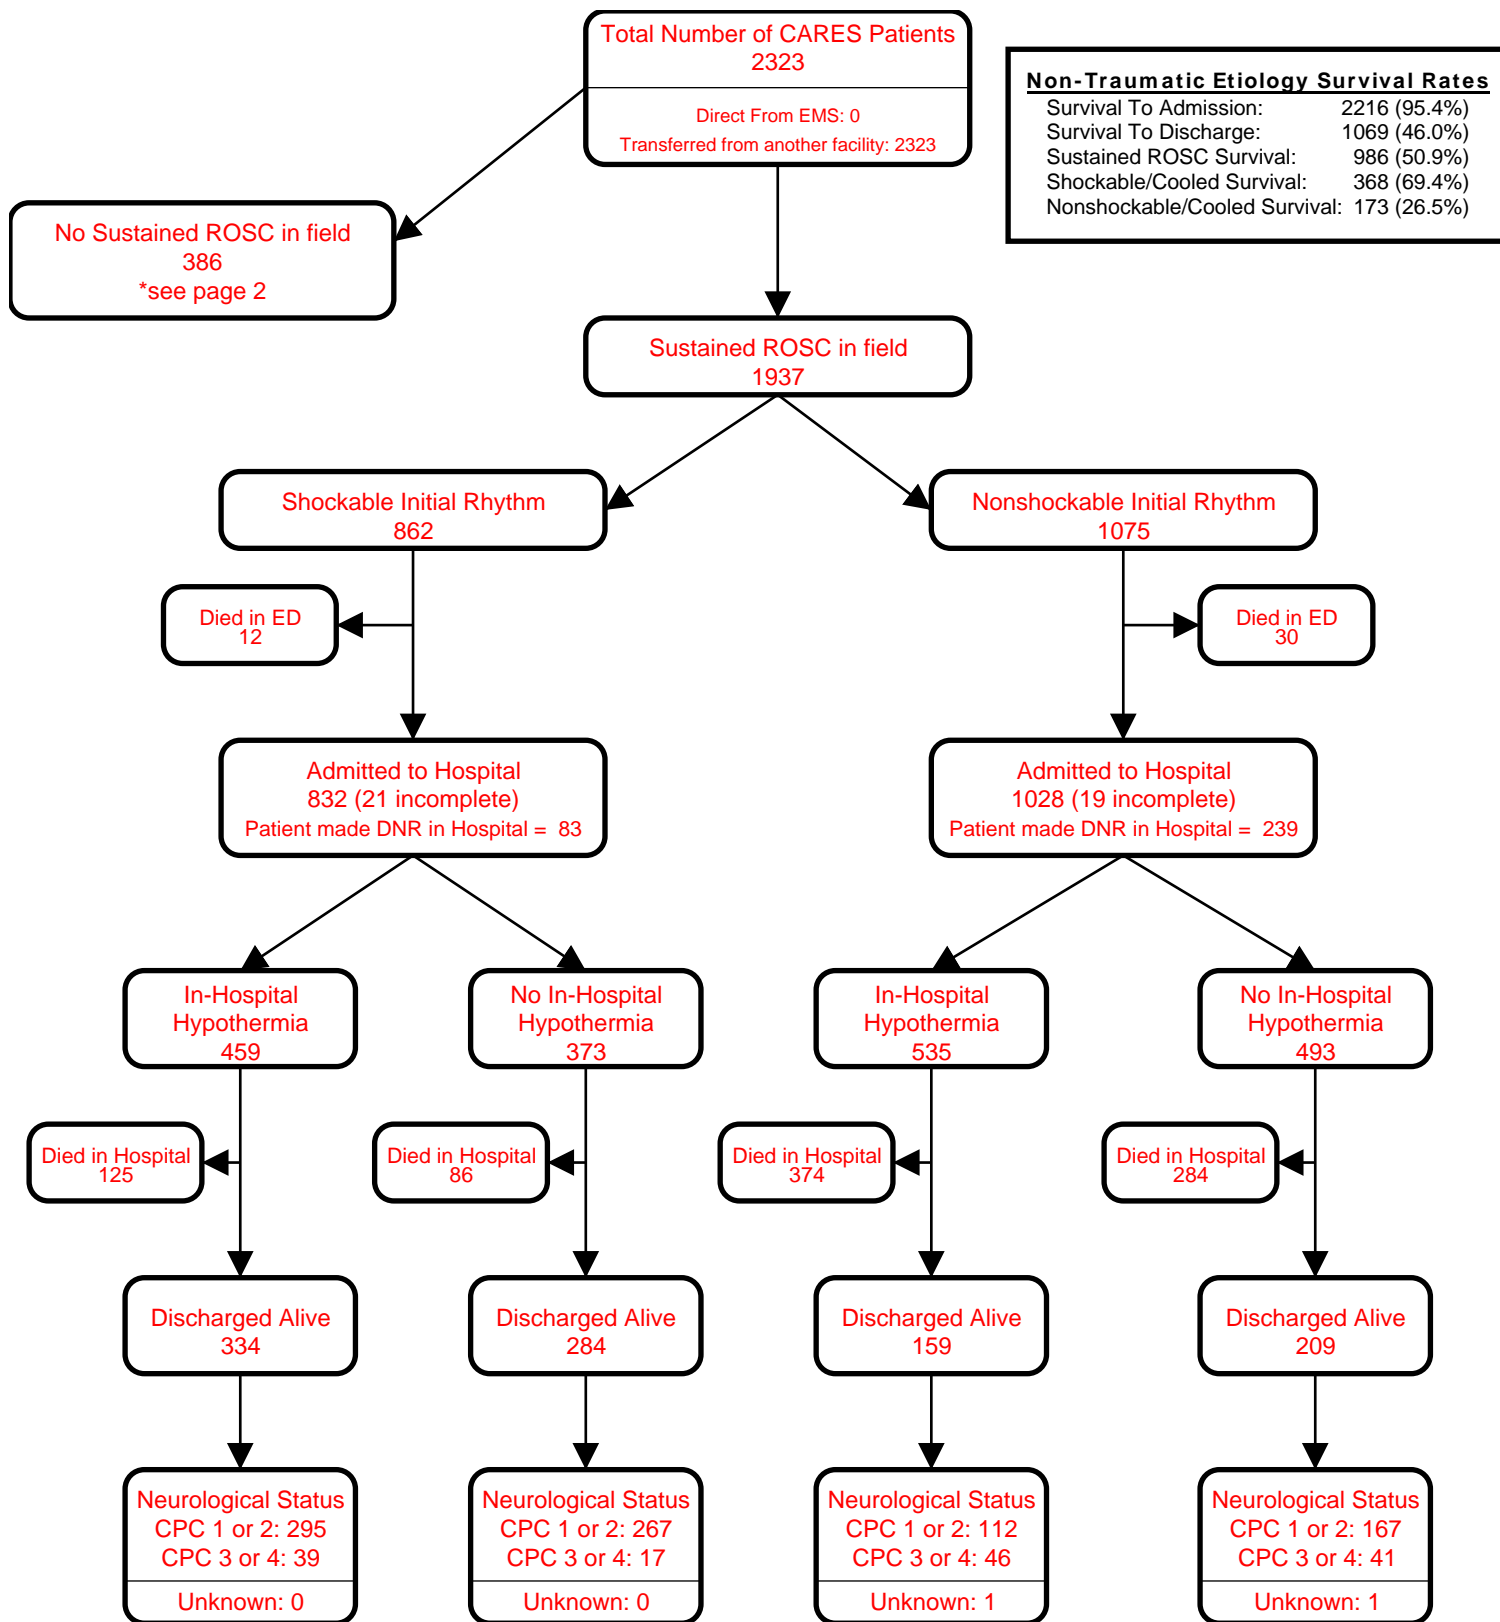 Total Number of CARES Patients
2323
Direct From EMS: 0
Transferred from another facility: 2323
Non-Traumatic Etiology Survival Rates
Survival To Admission: 2216 (95.4%)
Survival To Discharge: 1069 (46.0%)
Sustained ROSC Survival: 986 (50.9%)
Shockable/Cooled Survival: 368 (69.4%)
Nonshockable/Cooled Survival: 173 (26.5%)
No Sustained ROSC in field
386
*see page 2
Sustained ROSC in field
1937
Shockable Initial Rhythm
862
Nonshockable Initial Rhythm
1075
Died in ED
12
Died in ED
30
Admitted to Hospital
832 (21 incomplete)
Patient made DNR in Hospital = 83
Admitted to Hospital
1028 (19 incomplete)
Patient made DNR in Hospital = 239
In-Hospital
Hypothermia
459
No In-Hospital
Hypothermia
373
In-Hospital
Hypothermia
535
No In-Hospital
Hypothermia
493
Died in Hospital
125
Died in Hospital
86
Died in Hospital
374
Died in Hospital
284
Discharged Alive
334
Discharged Alive
284
Discharged Alive
159
Discharged Alive
209
Neurological Status
CPC 1 or 2: 295
CPC 3 or 4: 39
Unknown: 0
Neurological Status
CPC 1 or 2: 267
CPC 3 or 4: 17
Unknown: 0
Neurological Status
CPC 1 or 2: 112
CPC 3 or 4: 46
Unknown: 1
Neurological Status
CPC 1 or 2: 167
CPC 3 or 4: 41
Unknown: 1